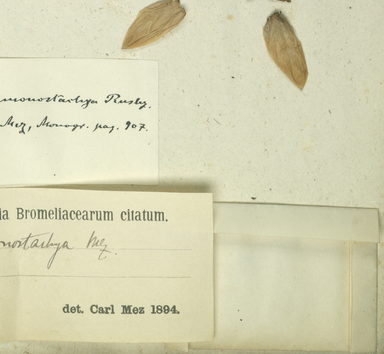 monostachya Rusby.
Mez, Monogr. pag. 907.
ia Bromeliacearum citatum.
nostachya Mez
det. Carl Mez 1894.